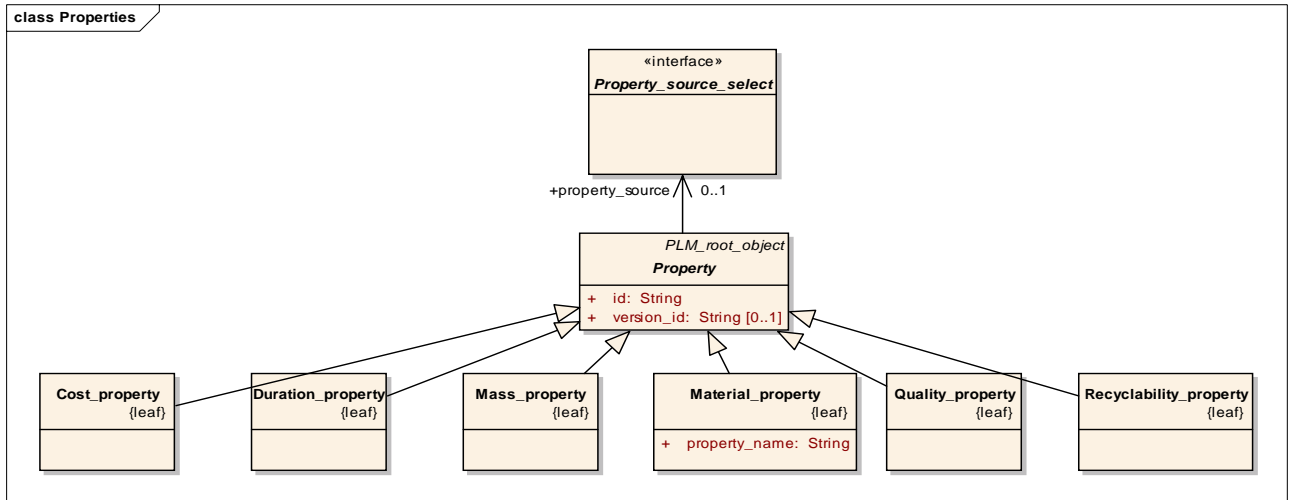 class Properties
«interface»
Property_source_select
+property_source
0..1
PLM_root_object
Property
+ id: String
+ version_id: String [0..1]
Cost_property
{leaf}
Duration_property
{leaf}
Mass_property
{leaf}
Material_property
{leaf}
+ property_name: String
Quality_property
{leaf}
Recyclability_property
{leaf}